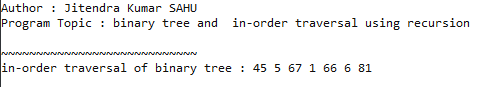 Author : Jitendra Kumar SAHU
Program Topic : binary tree and  in-order traversal using recursion
~~~~~~~~~~~~~~~~~~~~~~~~~~~~
in-order traversal of binary tree : 45 5 67 1 66 6 81